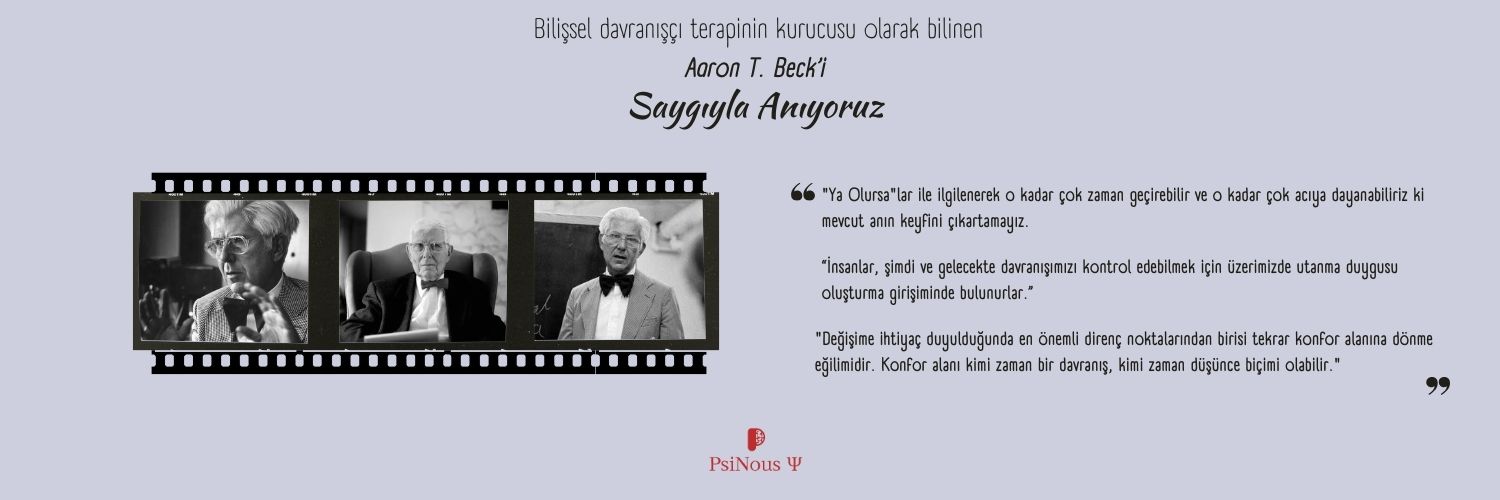 Bilişsel davranışçı terapinin kurucusu olarak bilinen
Aaron T. Beck'i
Saygıyla Anıyoruz
"Ya Olursa"lar ile ilgilenerek o kadar çok zaman geçirebilir ve o kadar çok acıya dayanabiliriz ki
mevcut anın keyfini çıkartamayız.
“İnsanlar, şimdi ve gelecekte davranışımızı kontrol edebilmek için üzerimizde utanma duygusu
oluşturma girişiminde bulunurlar.”
"Değişime ihtiyaç duyulduğunda en önemli direnç noktalarından birisi tekrar konfor alanına dönme
eğilimidir. Konfor alanı kimi zaman bir davranış, kimi zaman düşünce biçimi olabilir."
PsiNous Ψ